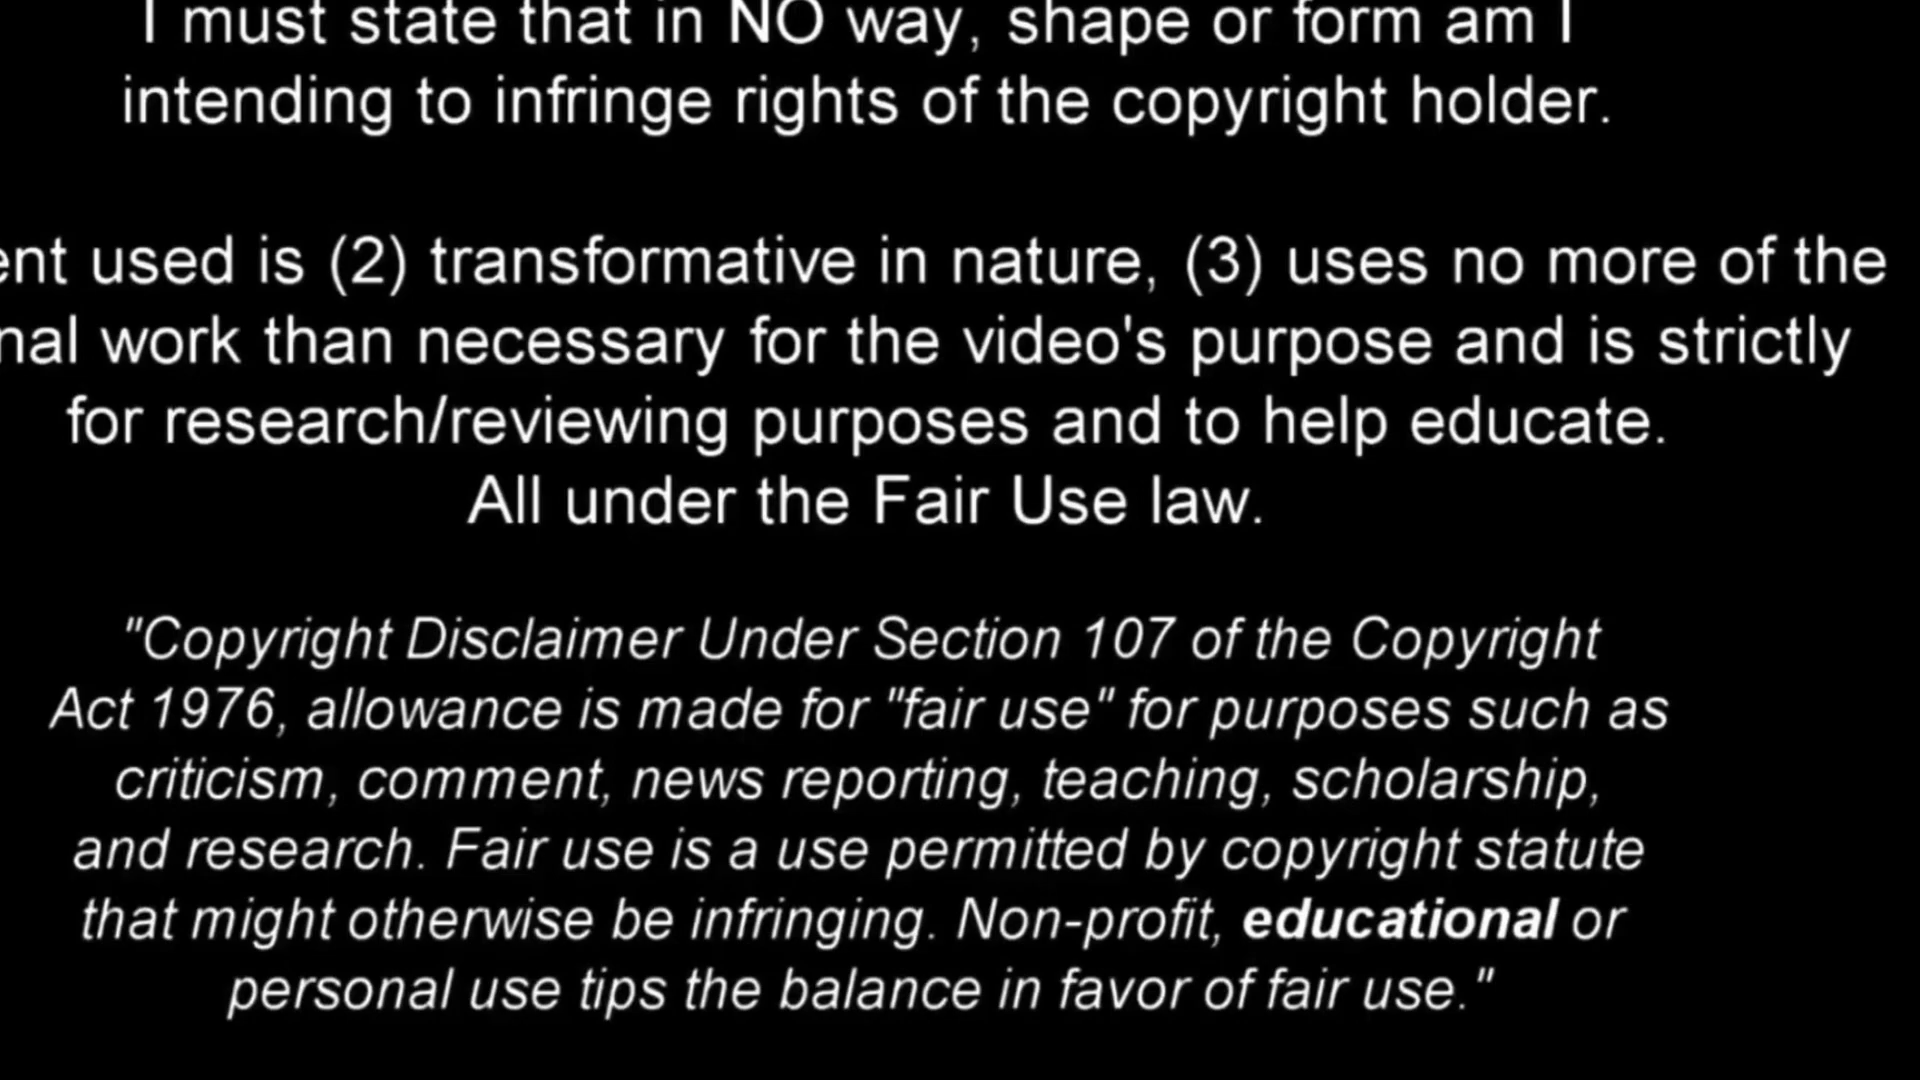 I must state that in NO way, shape or form am I
intending to infringe rights of the copyright holder.
used is (2) transformative in nature, (3) uses no more of the
work than necessary for the video's purpose and is strictly
for research/reviewing purposes and to help educate.
All under the Fair Use law.
"Copyright Disclaimer Under Section 107 of the Copyright
Act 1976, allowance is made for "fair use" for purposes such as
criticism, comment, news reporting, teaching, scholarship,
and research. Fair use is a use permitted by copyright statute
that might otherwise be infringing. Non-profit, educational or
personal use tips the balance in favor of fair use."